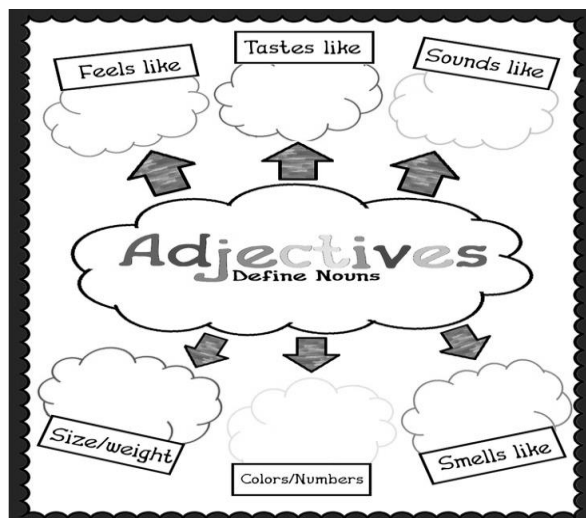 Feels like
Tastes like
Sounds like
Adjectives
Define Nouns
Size/weight
Colors/Numbers
Smells like